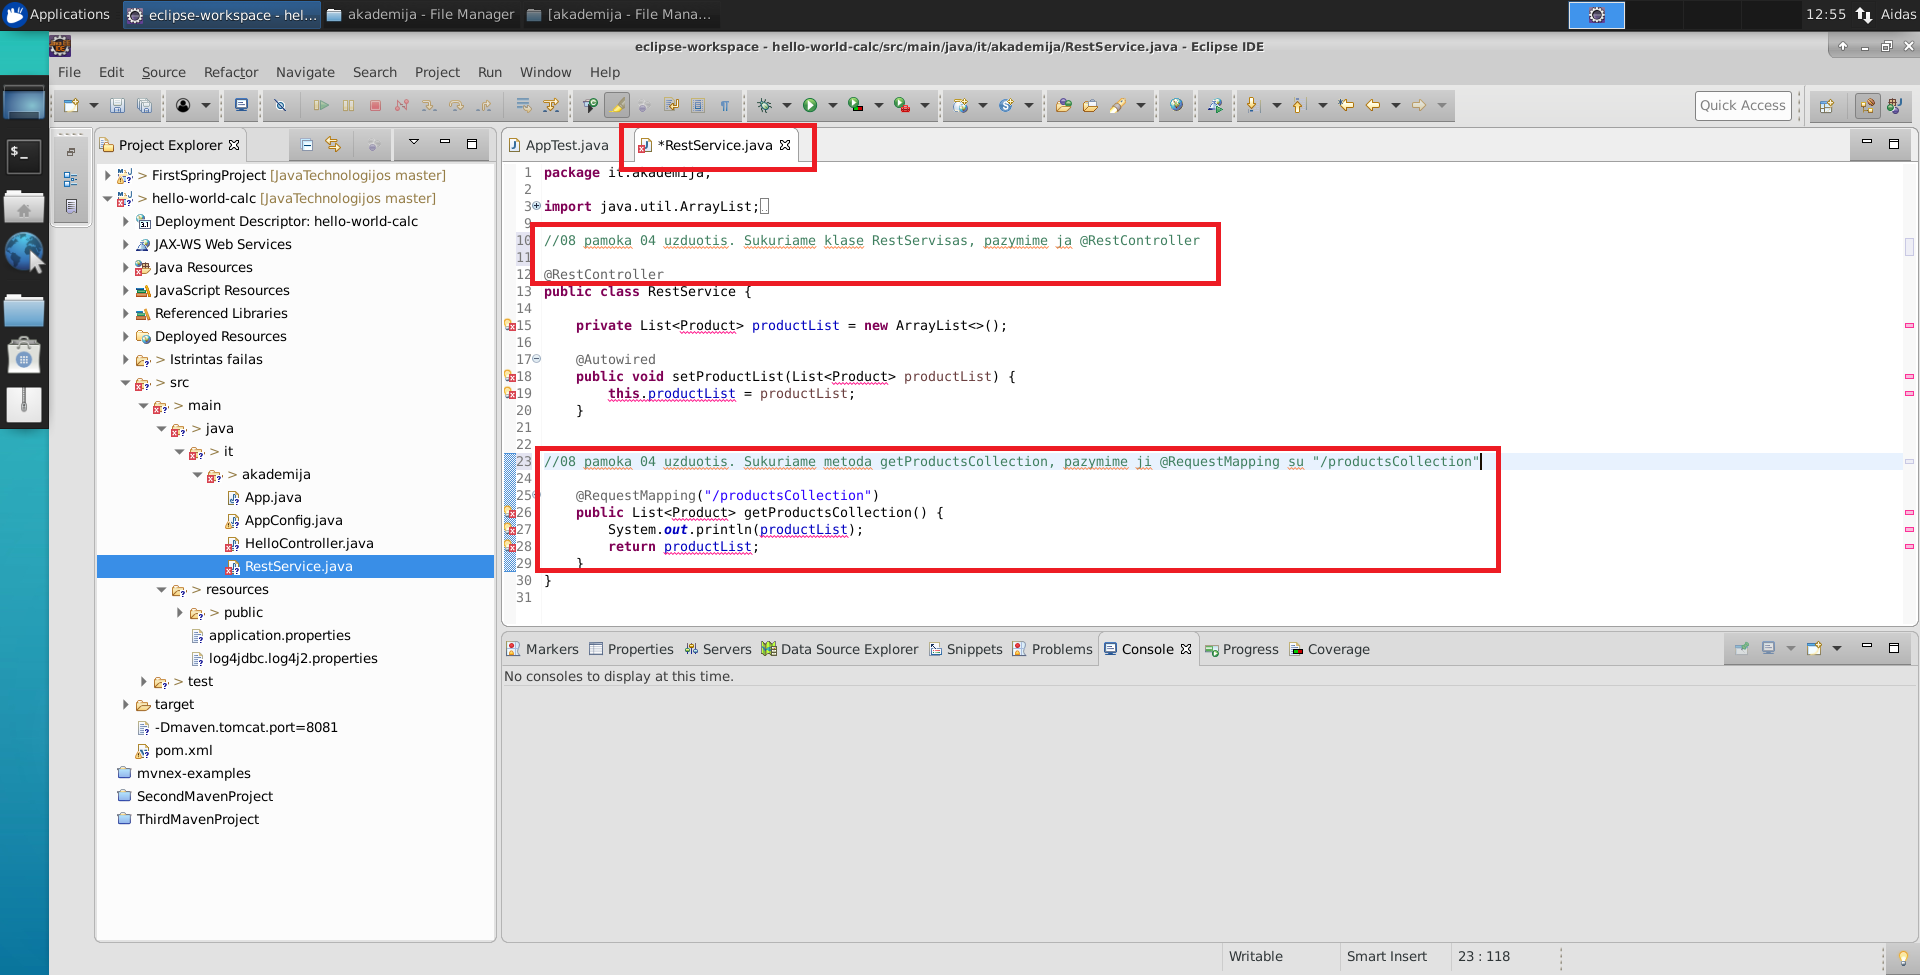 Applications
eclipse-workspace - hel...
akademija - File Manager
[akademija - File Mana...
12:55
Aidas
eclipse-workspace - hello-world-calc/src/main/java/it/akademija/RestService.java - Eclipse IDE
File Edit Source Refactor Navigate Search Project Run Window Help
Quick Access
Project Explorer
> FirstSpringProject [JavaTechnologijos master]
> hello-world-calc [JavaTechnologijos master]
Deployment Descriptor: hello-world-calc
JAX-WS Web Services
Java Resources
JavaScript Resources
Referenced Libraries
Deployed Resources
> Istrintas failas
> src
> main
> java
> it
> akademija
App.java
AppConfig.java
HelloController.java
RestService.java
> resources
> public
application.properties
log4jdbc.log4j2.properties
> test
target
-Dmaven.tomcat.port=8081
pom.xml
mvnex-examples
SecondMavenProject
ThirdMavenProject
AppTest.java
*RestService.java
1 package it.akademija;
2
3 import java.util.ArrayList;
9
10 //08 pamoka 04 uzduotis. Sukuriame klase RestServisas, pazymime ja @RestController
11
12 @RestController
13 public class RestService {
14
15 private List<Product> productList = new ArrayList<>();
16
17 @Autowired
18 public void setProductList(List<Product> productList) {
19 this.productList = productList;
20 }
21
22
23 //08 pamoka 04 uzduotis. Sukuriame metoda getProductsCollection, pazymime ji @RequestMapping su "/productsCollection"
24
25 @RequestMapping("/productsCollection")
26 public List<Product> getProductsCollection() {
27 System.out.println(productList);
28 return productList;
29 }
30 }
31
Markers Properties Servers Data Source Explorer Snippets Problems Console Progress Coverage
No consoles to display at this time.
Writable
Smart Insert
23 : 118